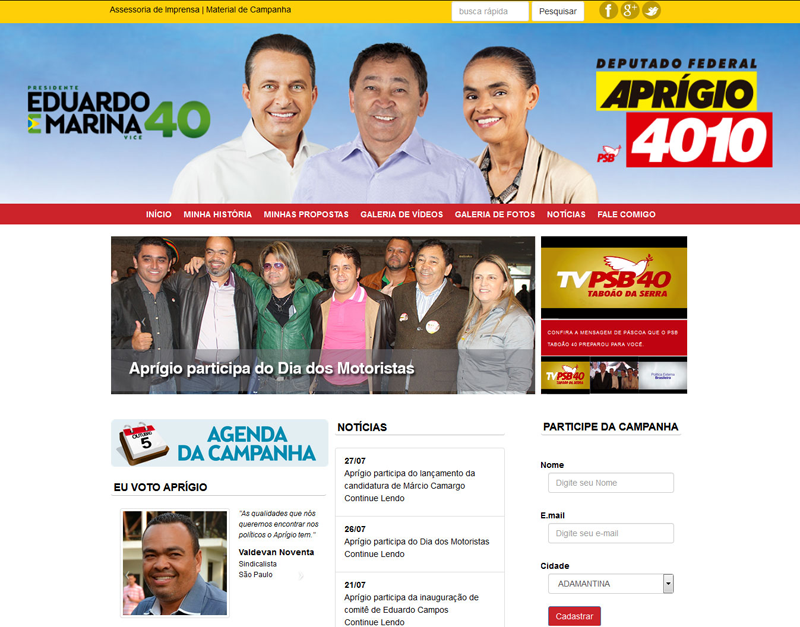 Assessoria de Imprensa | Material de Campanha
busca rápida
Pesquisar
PRESIDENTE
EDUARDO
EM MARINA 40
VICE
DEPUTADO FEDERAL
APRÍGIO
PSB
4010
INÍCIO MINHA HISTÓRIA MINHAS PROPOSTAS GALERIA DE VÍDEOS GALERIA DE FOTOS NOTÍCIAS FALE COMIGO
Aprígio participa do Dia dos Motoristas
TVPSB 40
TABOÃO DA SERRA
CONFIRA A MENSAGEM DE PÁSCOA QUE O PSB
TABOÃO 40 PREPAROU PARA VOCÊ.
TVPSB40
OUTUBRO
5
AGENDA
DA CAMPANHA
EU VOTO APRÍGIO
"As qualidades que nós
queremos encontrar nos
políticos o Aprígio tem."
Valdevan Noventa
Sindicalista
São Paulo
NOTÍCIAS
27/07
Aprígio participa do lançamento da
candidatura de Márcio Camargo
Continue Lendo
26/07
Aprígio participa do Dia dos Motoristas
Continue Lendo
21/07
Aprígio participa da inauguração de
comitê de Eduardo Campos
Continue Lendo
PARTICIPE DA CAMPANHA
Nome
Digite seu Nome
E.mail
Digite seu e-mail
Cidade
ADAMANTINA
Cadastrar